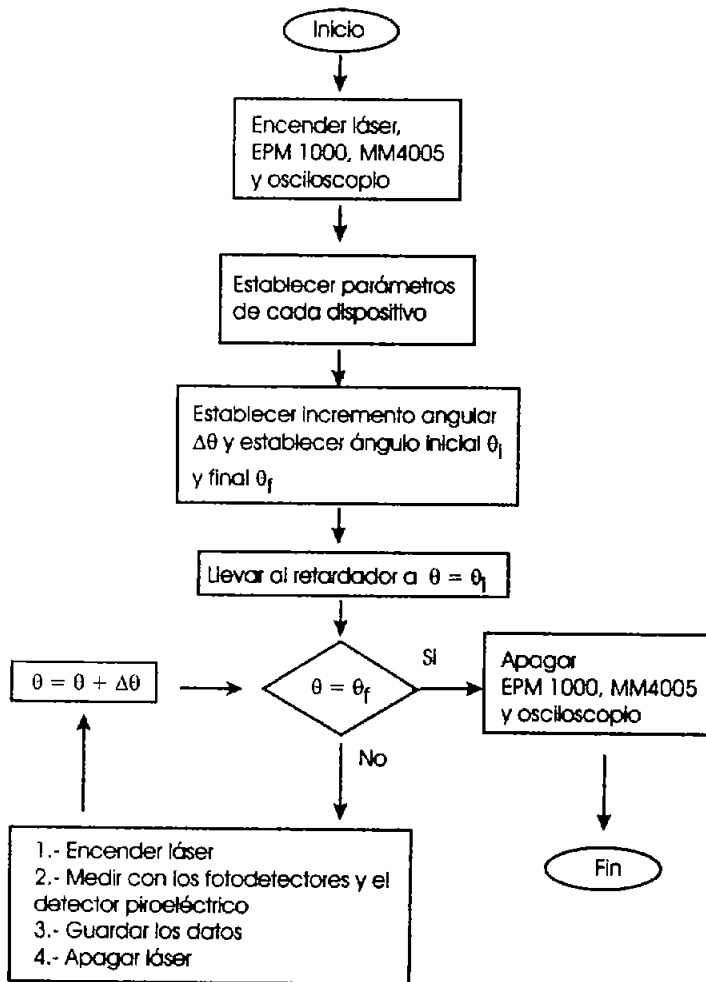 Inicio
Encender láser,
EPM 1000, MM4005
y osciloscopio
Establecer parámetros
de cada dispositivo
Establecer incremento angular
Δθ y establecer ángulo inicial θi
y final θf
Llevar al retardador a θ = θi
θ = θ + Δθ
θ = θf
Si
Apagar
EPM 1000, MM4005
y osciloscopio
No
1.- Encender láser
2.- Medir con los fotodetectores y el
detector piroeléctrico
3.- Guardar los datos
4.- Apagar láser
Fin